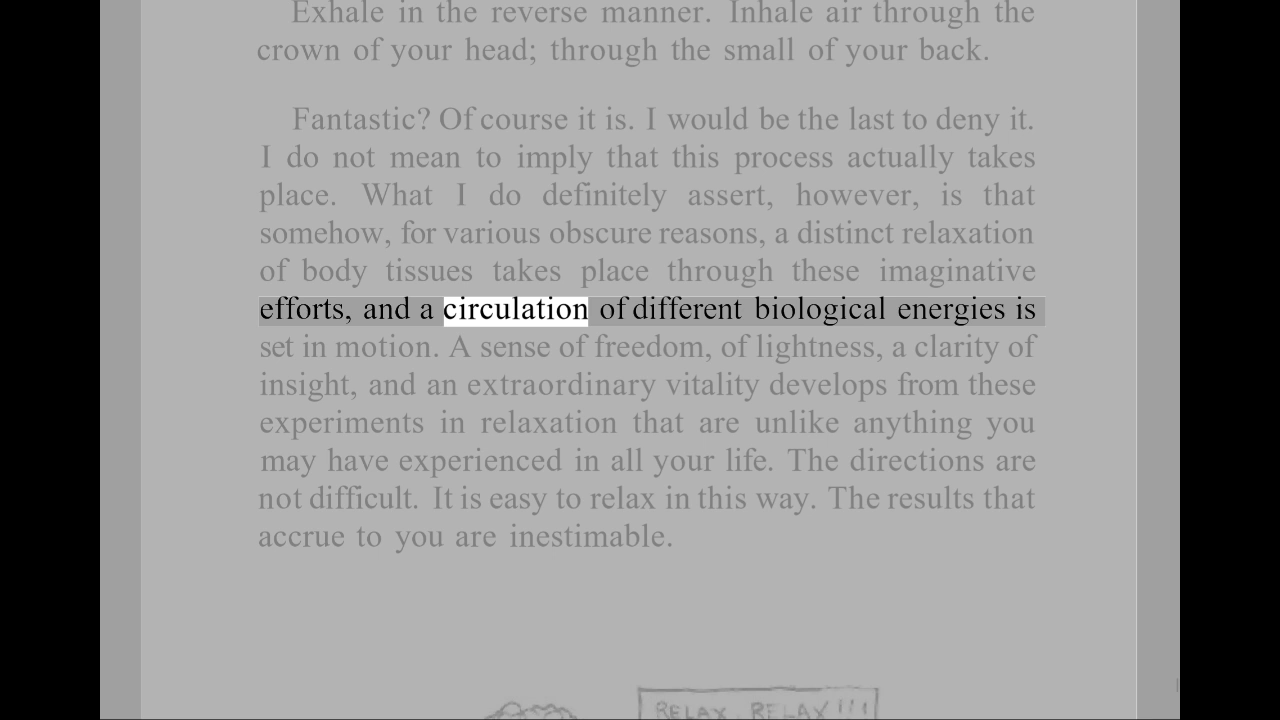 Exhale in the reverse manner. Inhale air through the
crown of your head; through the small of your back.
Fantastic? Of course it is. I would be the last to deny it.
I do not mean to imply that this process actually takes
place. What I do definitely assert, however, is that
somehow, for various obscure reasons, a distinct relaxation
of body tissues takes place through these imaginative
efforts, and a circulation of different biological energies is
set in motion. A sense of freedom, of lightness, a clarity of
insight, and an extraordinary vitality develops from these
experiments in relaxation that are unlike anything you
may have experienced in all your life. The directions are
not difficult. It is easy to relax in this way. The results that
accrue to you are inestimable.
RELAX, RELAX!!!